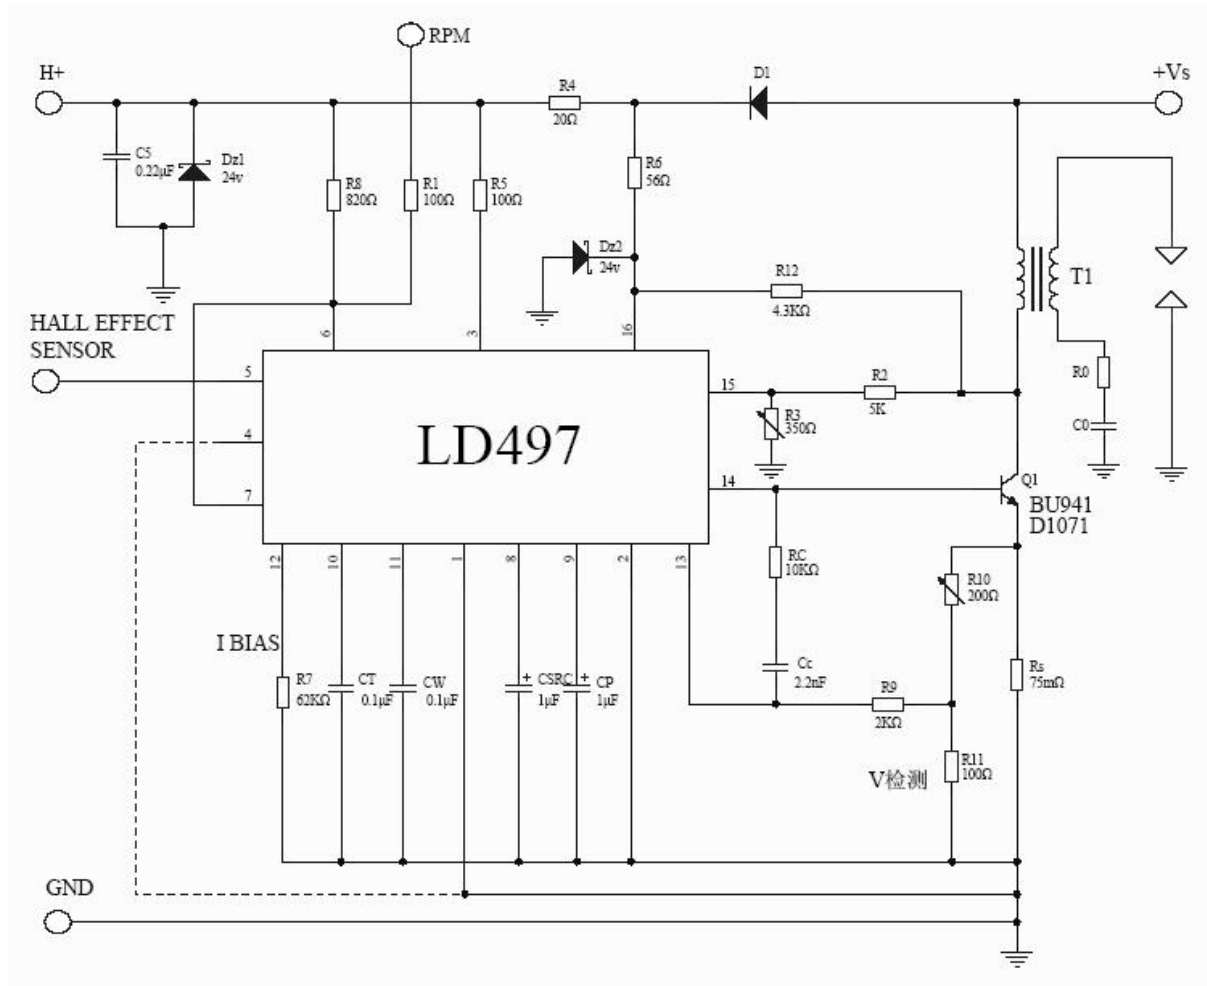 RPM
H+
R4
20Ω
D1
+Vs
C5
0.22μF
Dz1
24v
R8
820Ω
R1
100Ω
R5
100Ω
R6
56Ω
Dz2
24v
R12
4.3KΩ
T1
HALL EFFECT
SENSOR
6
3
16
5
4
7
LD497
15
14
R2
5K
R3
350Ω
R0
C0
Q1
BU941
D1071
12
10
11
1
8
9
2
13
RC
10KΩ
R10
200Ω
I BIAS
R7
62KΩ
CT
0.1μF
CW
0.1μF
CSRC
1μF
CP
1μF
Cc
2.2nF
R9
2KΩ
Rs
75mΩ
R11
100Ω
V检测
GND